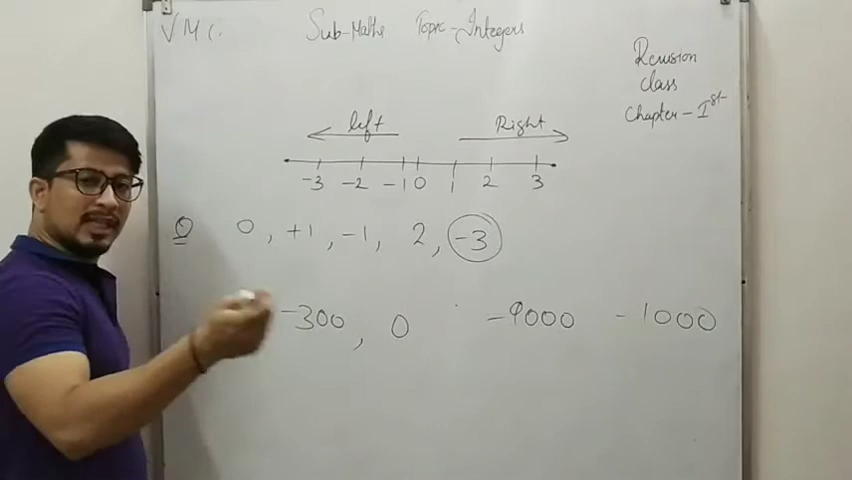 VMC. Sub-Maths Topic-Integers
Revision
class
Chapter-Ist
left Right
-3 -2 -1 0 1 2 3
Q 0, +1, -1, 2, -3
-300, 0 -9000 -1000